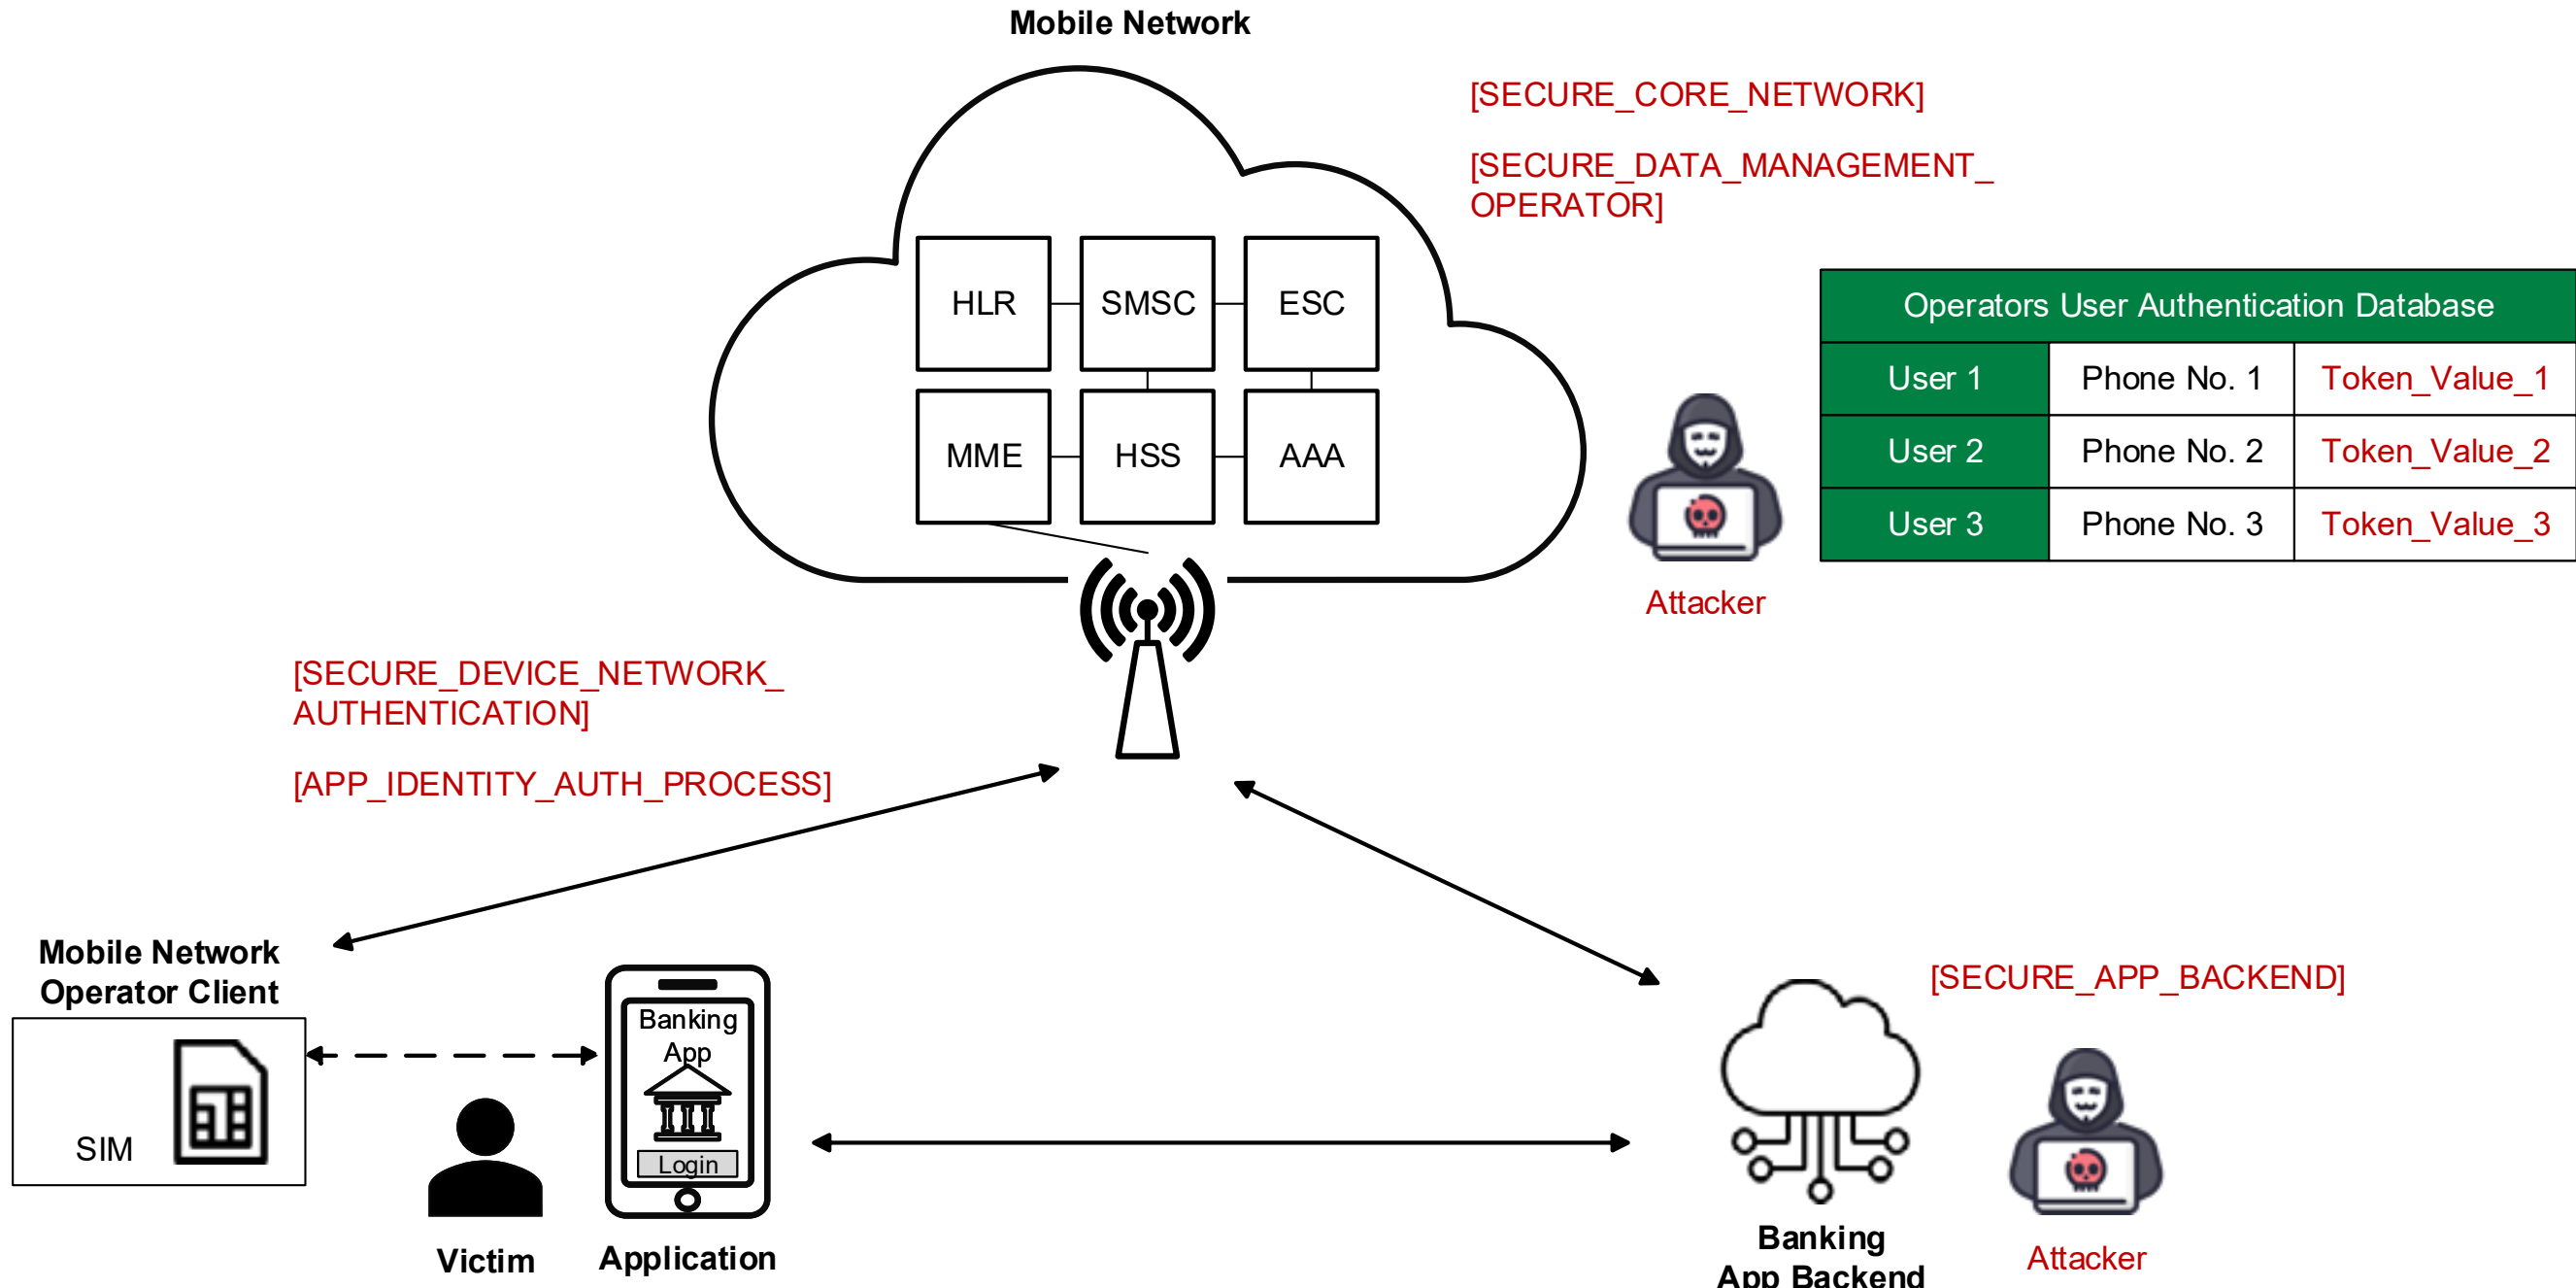 Mobile Network
[SECURE_CORE_NETWORK]
[SECURE_DATA_MANAGEMENT_
OPERATOR]
HLR
SMSC
ESC
MME
HSS
AAA
Operators User Authentication Database
User 1 Phone No. 1 Token_Value_1
User 2 Phone No. 2 Token_Value_2
User 3 Phone No. 3 Token_Value_3
Attacker
[SECURE_DEVICE_NETWORK_
AUTHENTICATION]
[APP_IDENTITY_AUTH_PROCESS]
Mobile Network
Operator Client
SIM
Victim
Banking
App
Login
Application
[SECURE_APP_BACKEND]
Banking
App Backend
Attacker